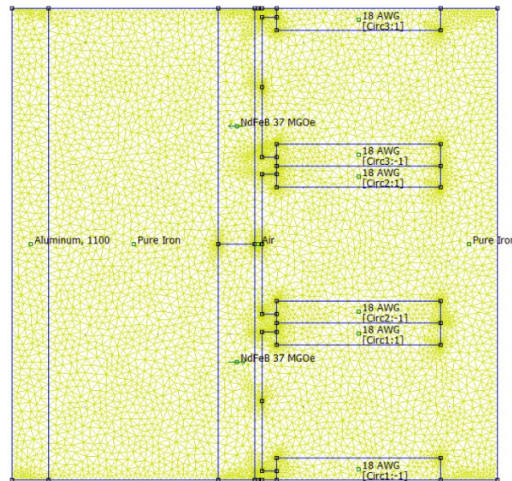 18 AWG
[Circ3:1]
NdFeB 37 MGOe
18 AWG
[Circ3:-1]
18 AWG
[Circ2:1]
Aluminum, 1100
Pure Iron
Air
Pure Iron
18 AWG
[Circ2:-1]
18 AWG
[Circ1:1]
NdFeB 37 MGOe
18 AWG
[Circ1:-1]